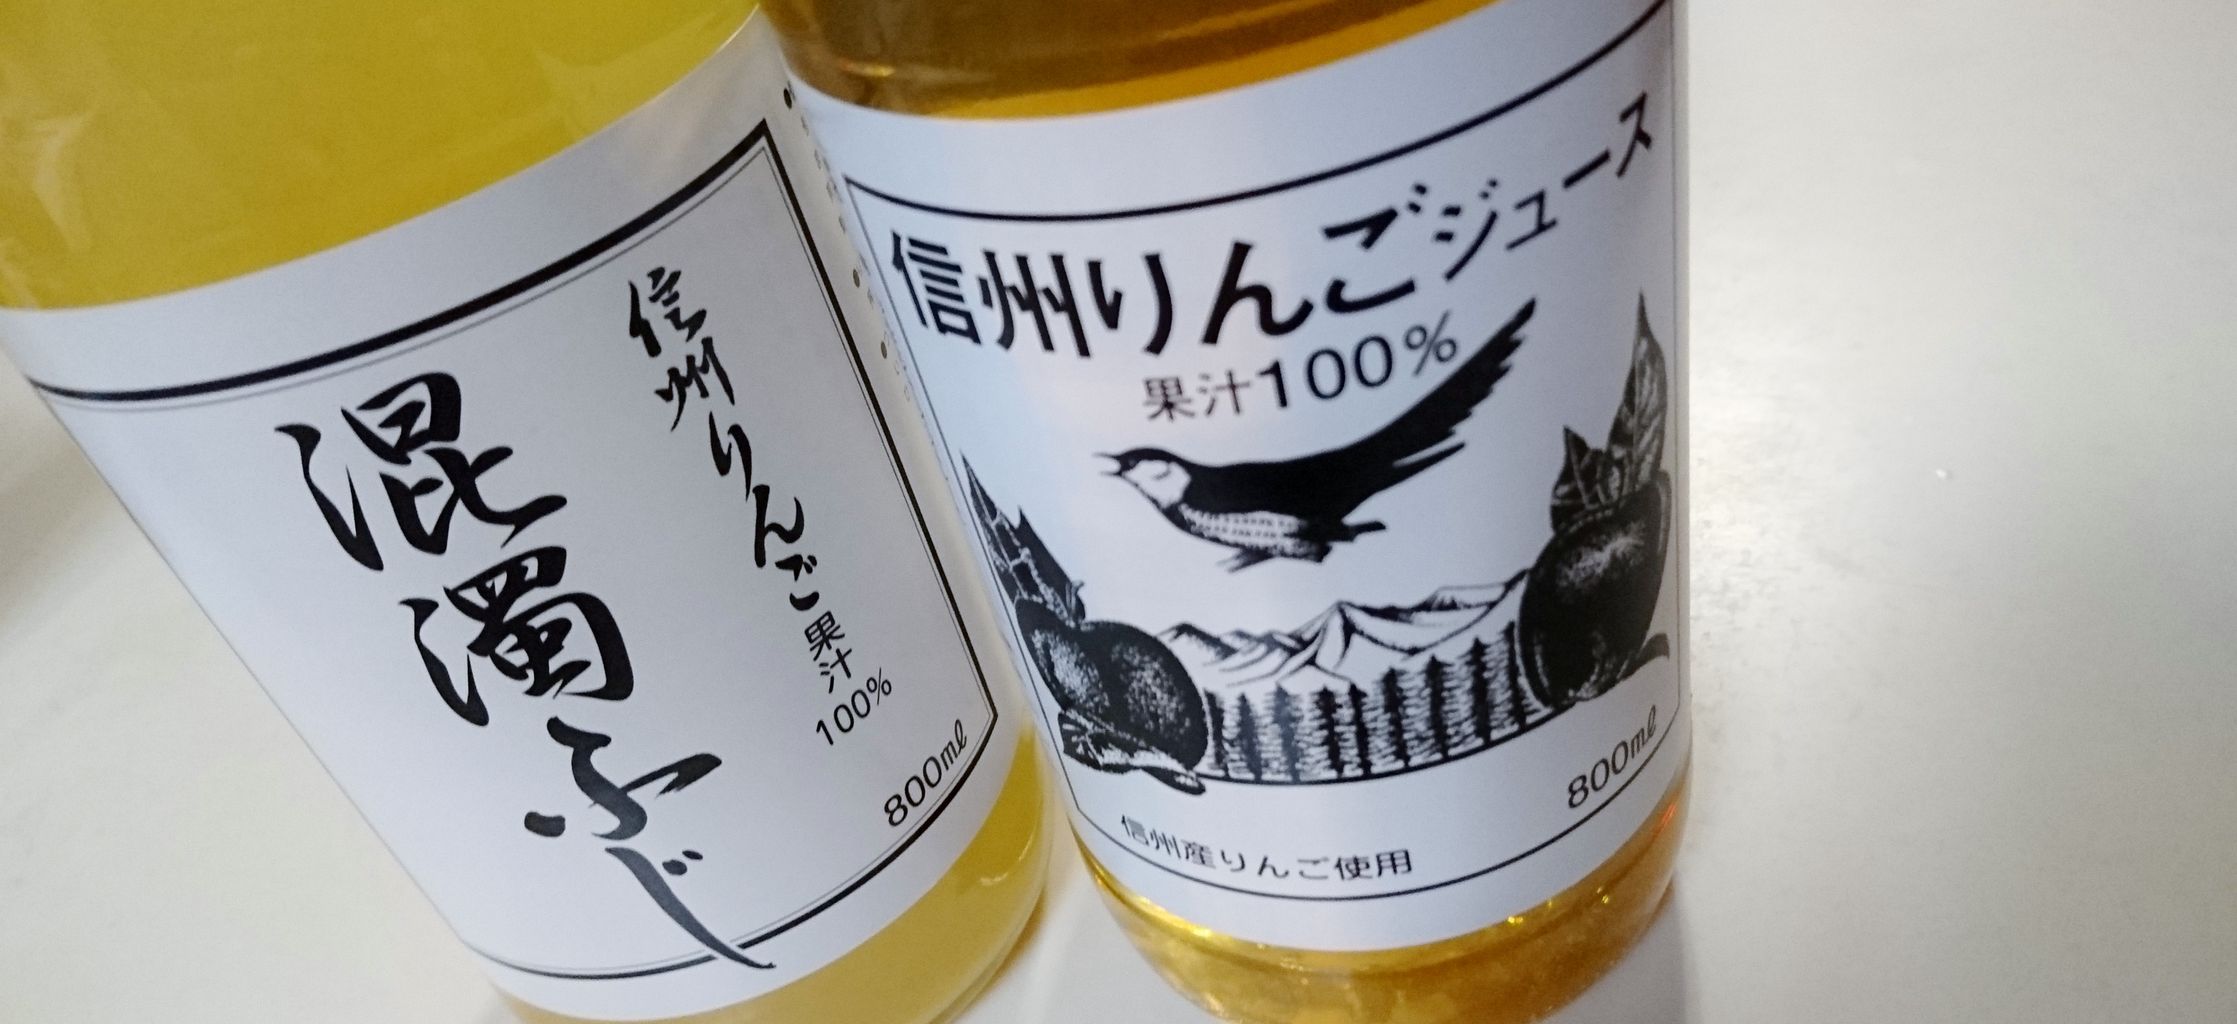 信州りんご果汁100%
混濁ふじ
800ml
信州りんごジュース
果汁100%
信州産りんご使用
800ml